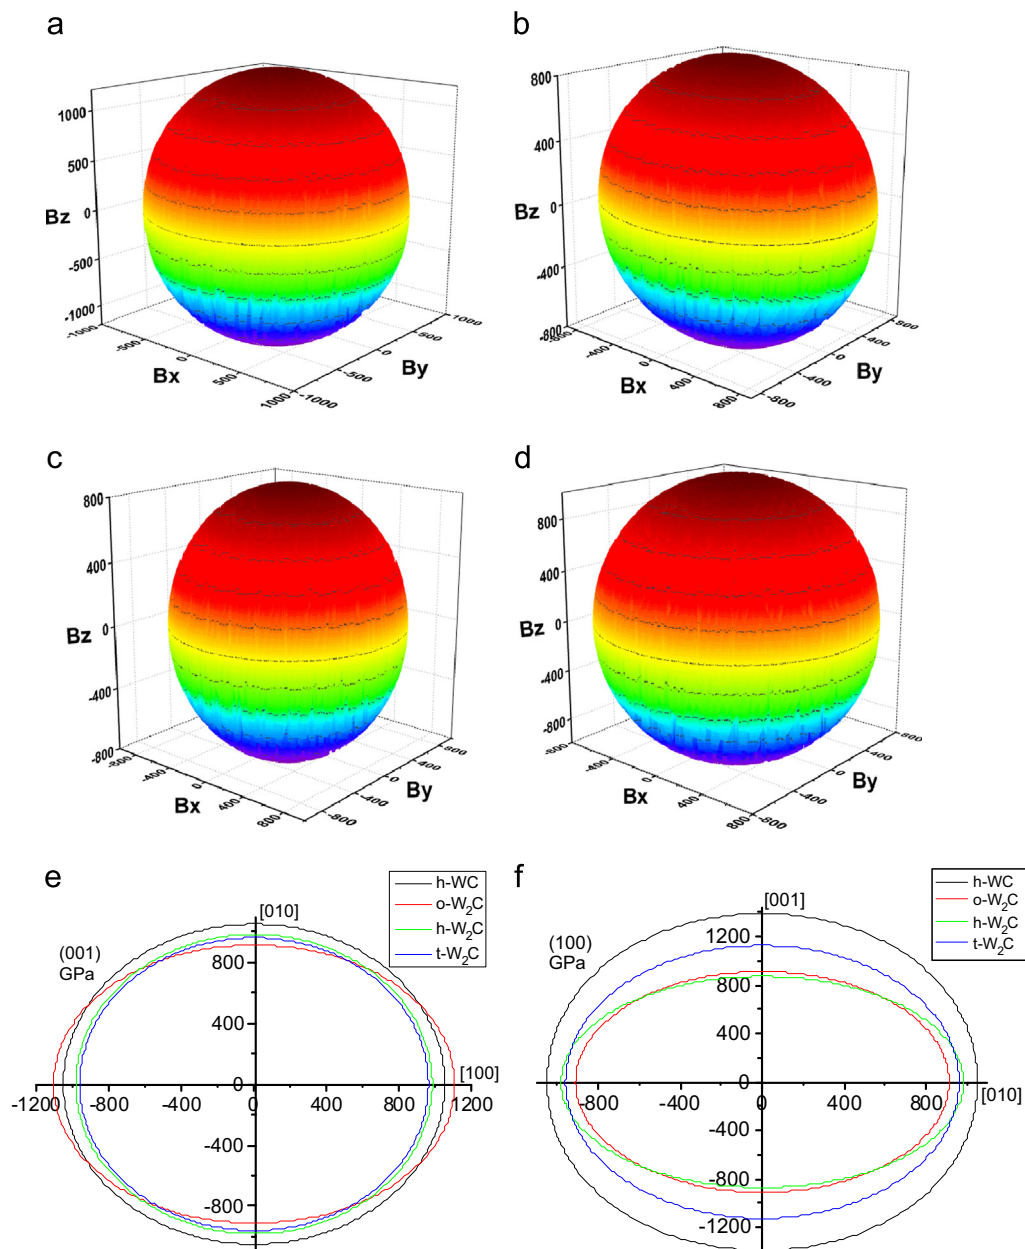 a
1000
500
Bz
0
-500
-1000
-1000
-500
0
500
1000
Bx
-1000
-500
0
500
1000
By
b
800
400
Bz
0
-400
-800
-800
-400
0
400
800
Bx
-800
-400
0
400
800
By
c
800
400
Bz
0
-400
-800
-800
-400
0
400
800
Bx
-800
-400
0
400
800
By
d
800
400
Bz
0
-400
-800
-800
-400
0
400
800
Bx
-800
-400
0
400
800
By
e
h-WC
o-W₂C
h-W₂C
t-W₂C
[010]
(001)
GPa
800
400
[100]
0
-1200 -800 -400 0 400 800 1200
-400
-800
f
h-WC
o-W₂C
h-W₂C
t-W₂C
[001]
(100)
GPa
1200
800
400
0
[010]
-800 -400 0 400 800
-400
-800
-1200